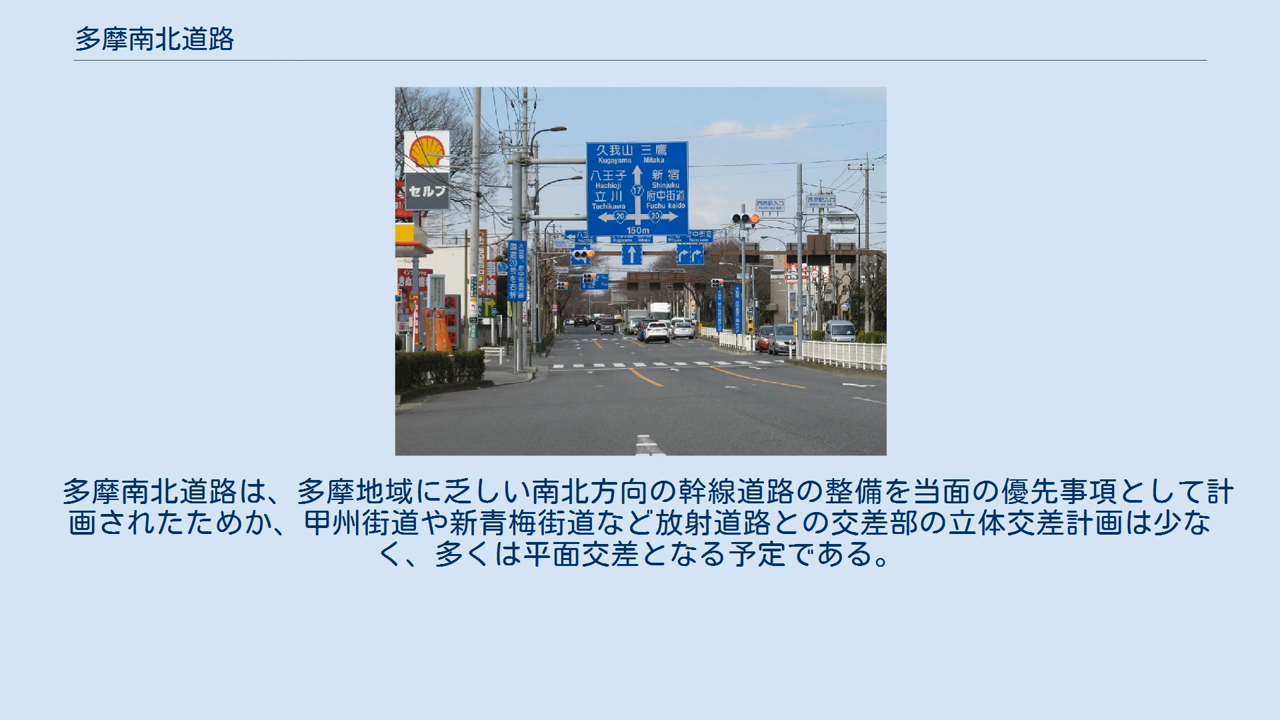 多摩南北道路
久我山 三鷹
Kugayama Mitaka
八王子 新宿
Hachioji Shinjuku
立川 府中街道
Tachikawa Fuchu kaido
17
20 20
150m
セルフ
多摩南北道路は、多摩地域に乏しい南北方向の幹線道路の整備を当面の優先事項として計
画されたためか、甲州街道や新青梅街道など放射道路との交差部の立体交差計画は少な
く、多くは平面交差となる予定である。